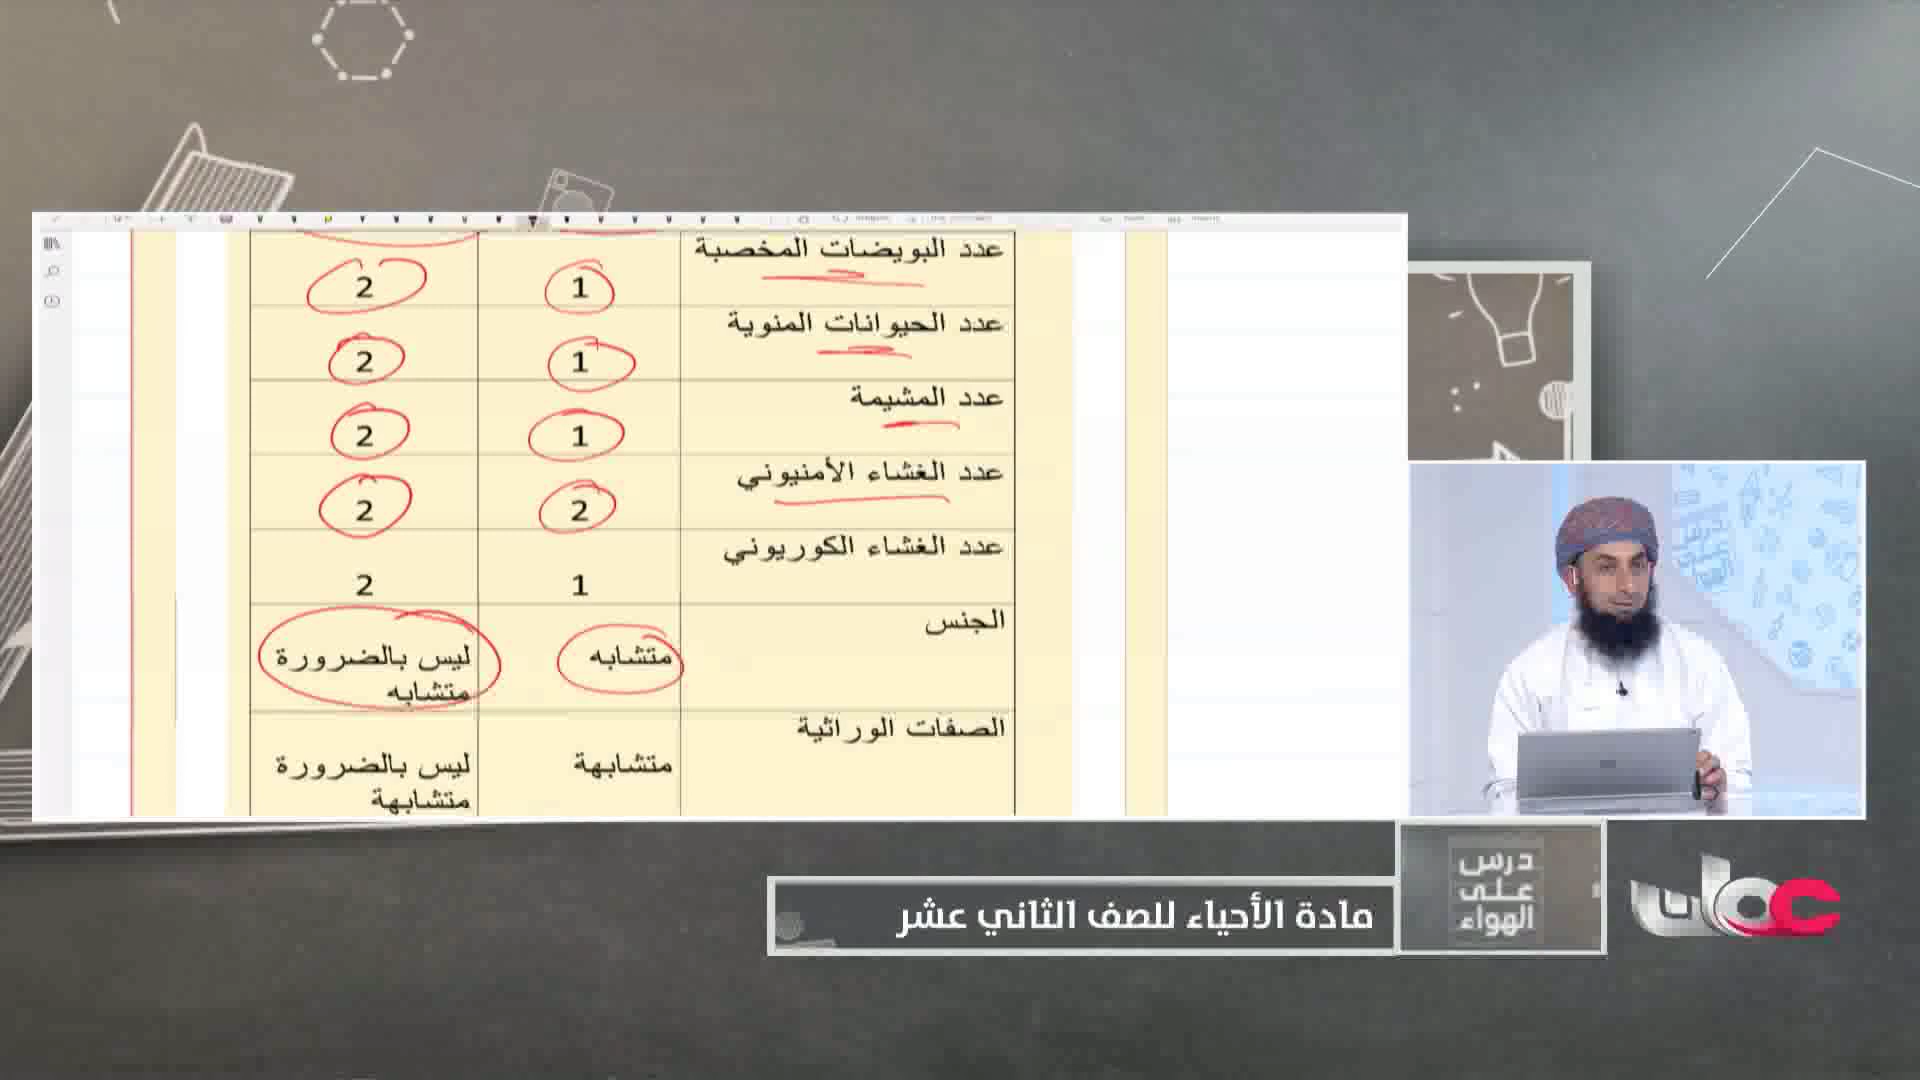 عدد البويضات المخصبة
1
2
عدد الحيوانات المنوية
1
2
عدد المشيمة
1
2
عدد الغشاء الأمنيوني
2
2
عدد الغشاء الكوريوني
1
2
الجنس
متشابه
ليس بالضرورة
متشابه
الصفات الوراثية
متشابهة
ليس بالضرورة
متشابهة
درس
على
الهواء
مادة الأحياء للصف الثاني عشر